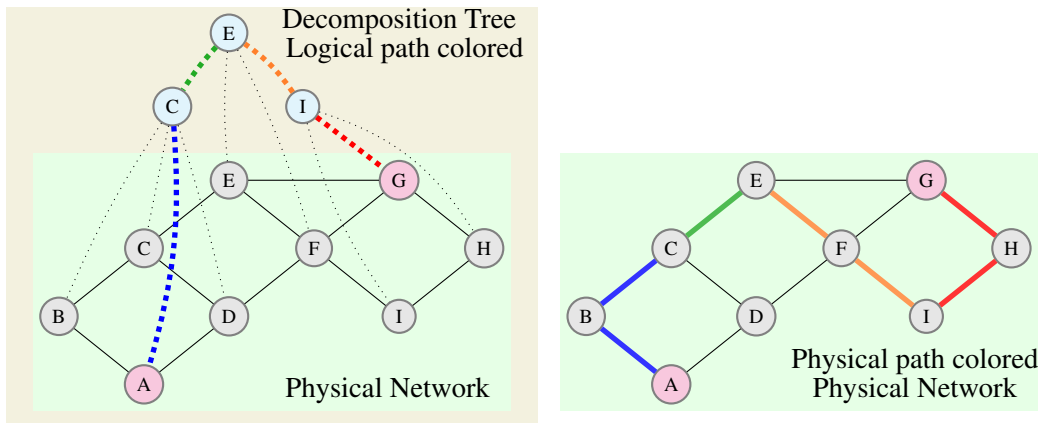 Decomposition Tree
Logical path colored
E
C
I
E
G
C
F
H
B
D
I
A
Physical Network
E
G
C
F
H
B
D
I
A
Physical path colored
Physical Network